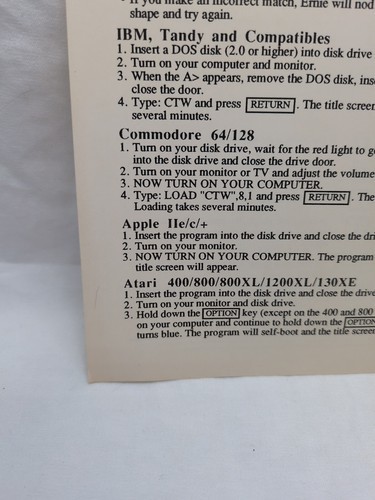 If you make an incorrect match, Ernie will nod
shape and try again.
IBM, Tandy and Compatibles
1. Insert a DOS disk (2.0 or higher) into disk drive
2. Turn on your computer and monitor.
3. When the A> appears, remove the DOS disk, inse
close the door.
4. Type: CTW and press RETURN. The title screen
several minutes.
Commodore 64/128
1. Turn on your disk drive, wait for the red light to go
into the disk drive and close the drive door.
2. Turn on your monitor or TV and adjust the volume
3. NOW TURN ON YOUR COMPUTER.
4. Type: LOAD "CTW",8,1 and press RETURN. The
Loading takes several minutes.
Apple IIe/c/+
1. Insert the program into the disk drive and close the dri
2. Turn on your monitor.
3. NOW TURN ON YOUR COMPUTER. The program
title screen will appear.
Atari 400/800/800XL/1200XL/130XE
1. Insert the program into the disk drive and close the drive
2. Turn on your monitor and disk drive.
3. Hold down the OPTION key (except on the 400 and 800
on your computer and continue to hold down the OPTION
turns blue. The program will self-boot and the title screen